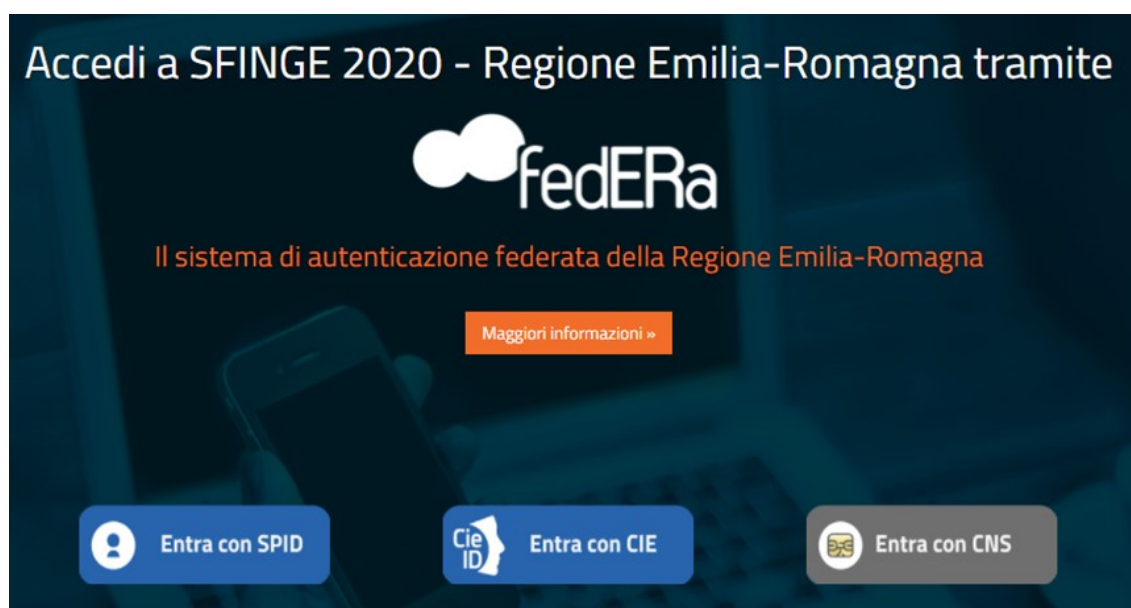 Accedi a SFINGE 2020 - Regione Emilia-Romagna tramite
fedERa
Il sistema di autenticazione federata della Regione Emilia-Romagna
Maggiori informazioni »
Entra con SPID
Cie
ID
Entra con CIE
Entra con CNS